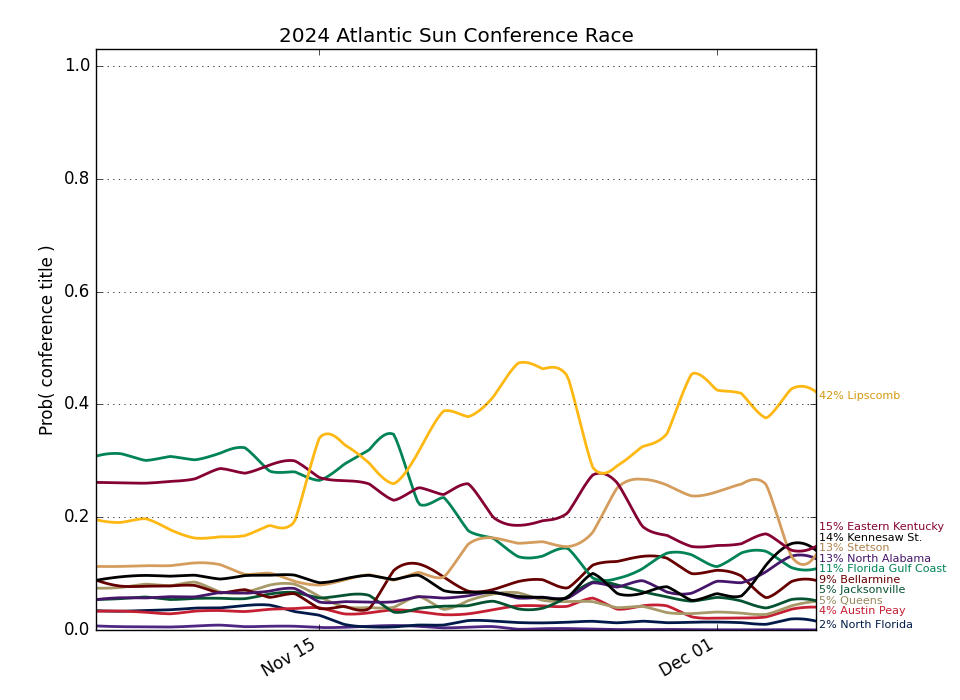 2024 Atlantic Sun Conference Race
Prob( conference title )
1.0
0.8
0.6
0.4
0.2
0.0
Nov 15
Dec 01
42% Lipscomb
15% Eastern Kentucky
14% Kennesaw St.
13% Stetson
13% North Alabama
11% Florida Gulf Coast
9% Bellarmine
5% Jacksonville
5% Queens
4% Austin Peay
2% North Florida